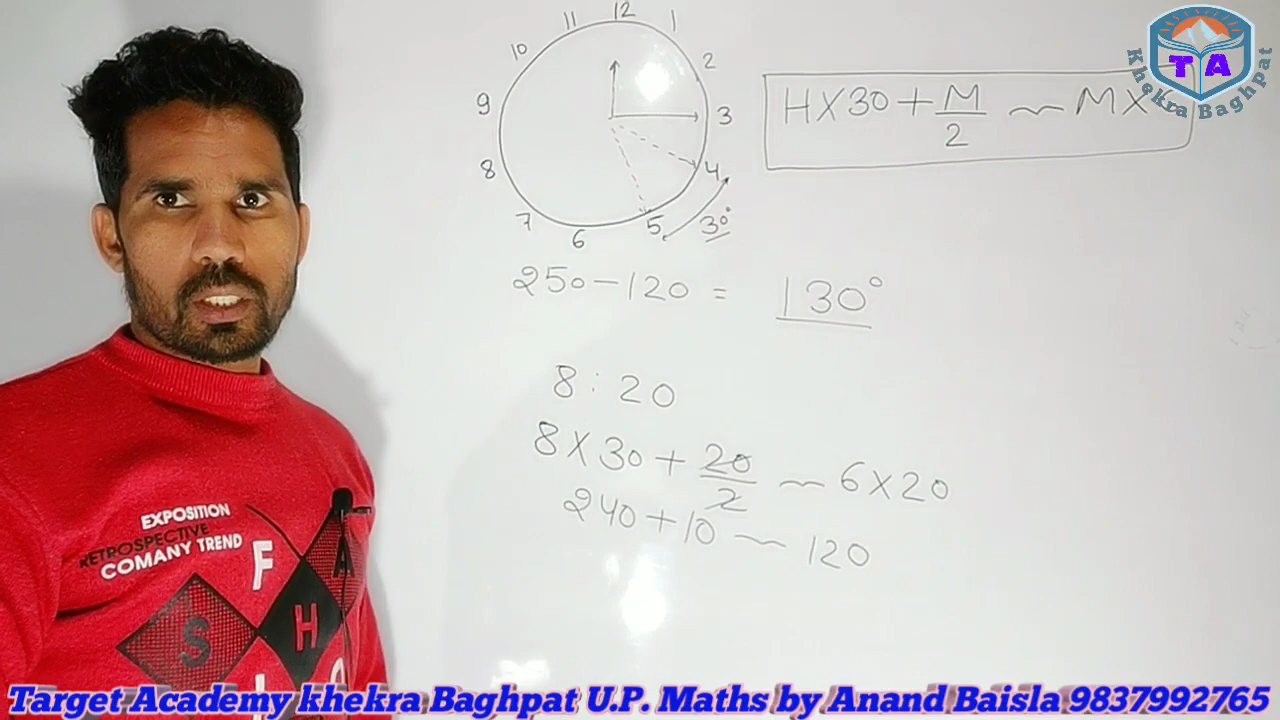 12
11
1
10
2
9
3
8
4
7
5
6
30°
H×30+M/2 ~ M×
T A
Khekra Baghpat
250-120 = 130°
8:20
8×30+20/2 ~ 6×20
240+10 ~ 120
EXPOSITION
RETROSPECTIVE
COMANY TREND
F
A
S
H
Target Academy khekra Baghpat U.P. Maths by Anand Baisla 9837992765